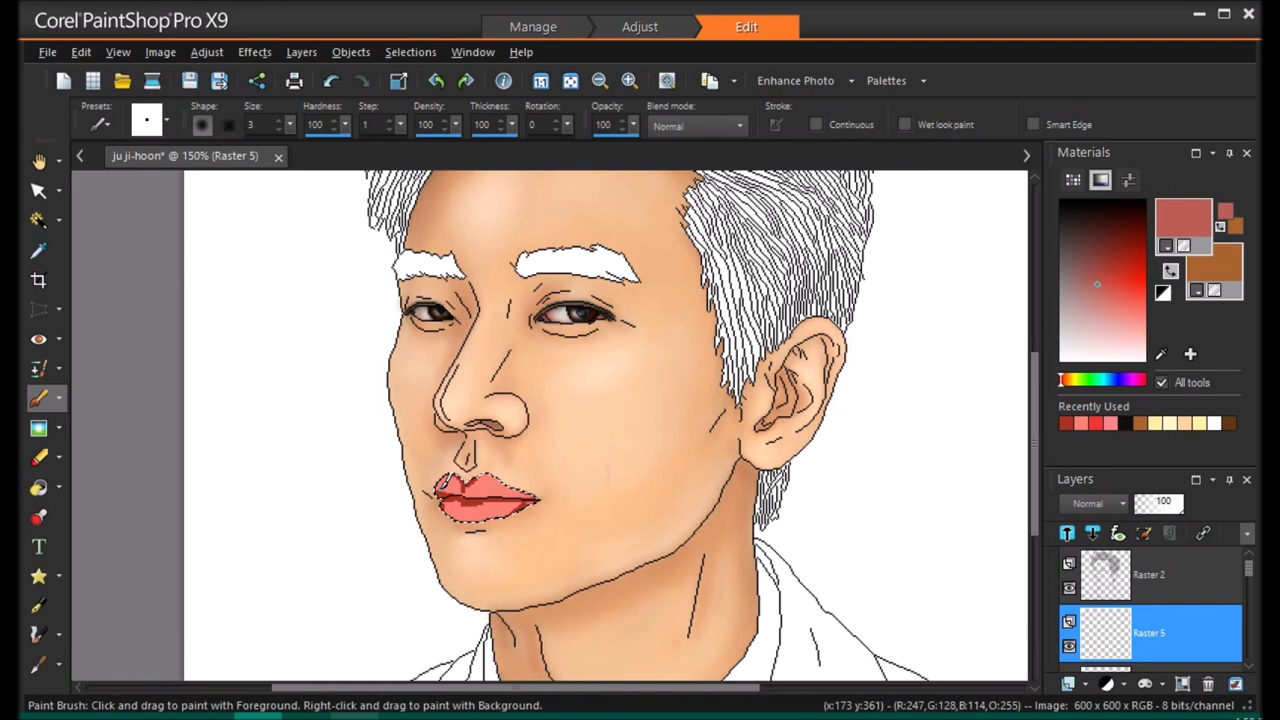 Corel PaintShop Pro X9
Manage Adjust Edit
File Edit View Image Adjust Effects Layers Objects Selections Window Help
Enhance Photo Palettes
Presets: Shape: Size: Hardness: Step: Density: Thickness: Rotation: Opacity: Blend mode: Stroke:
3 100 1 100 100 0 100 Normal Continuous Wet look paint Smart Edge
ju ji-hoon* @ 150% (Raster 5)
Materials
All tools
Recently Used
Layers
Normal 100
Raster 2
Raster 5
Paint Brush: Click and drag to paint with Foreground. Right-click and drag to paint with Background. (x:173 y:361) -- (R:247,G:128,B:114,O:255) -- Image: 600 x 600 x RGB - 8 bits/channel